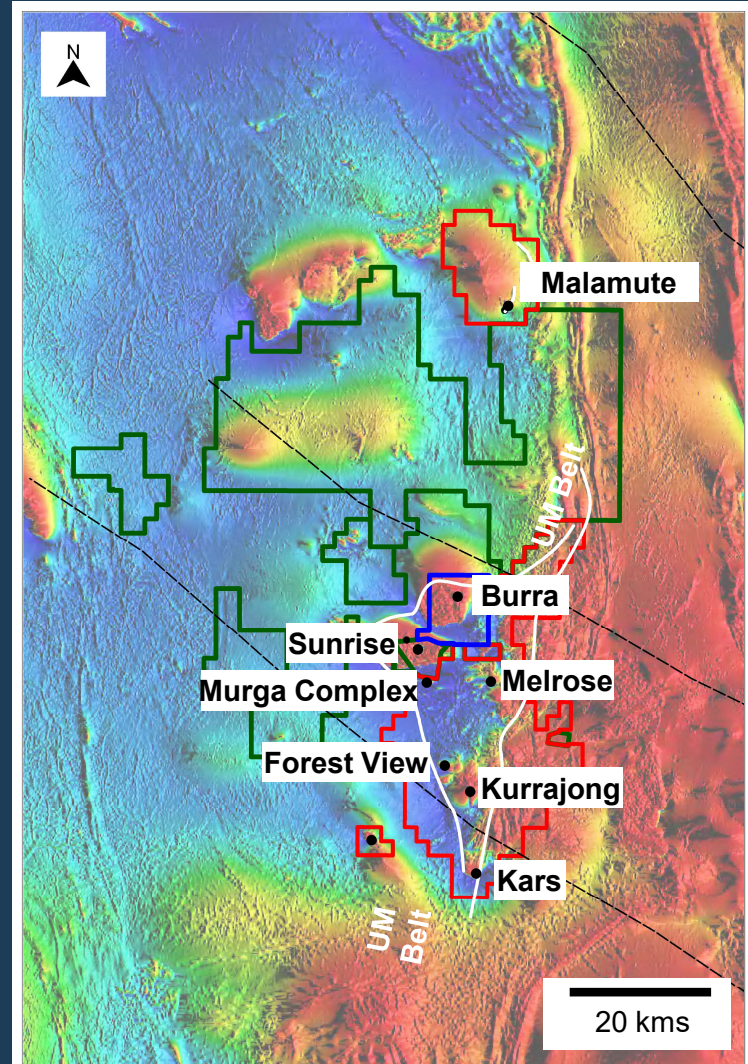 N
Malamute
UM Belt
Burra
Sunrise
Murga Complex
Melrose
Forest View
Kurrajong
Kars
UM
Belt
20 kms